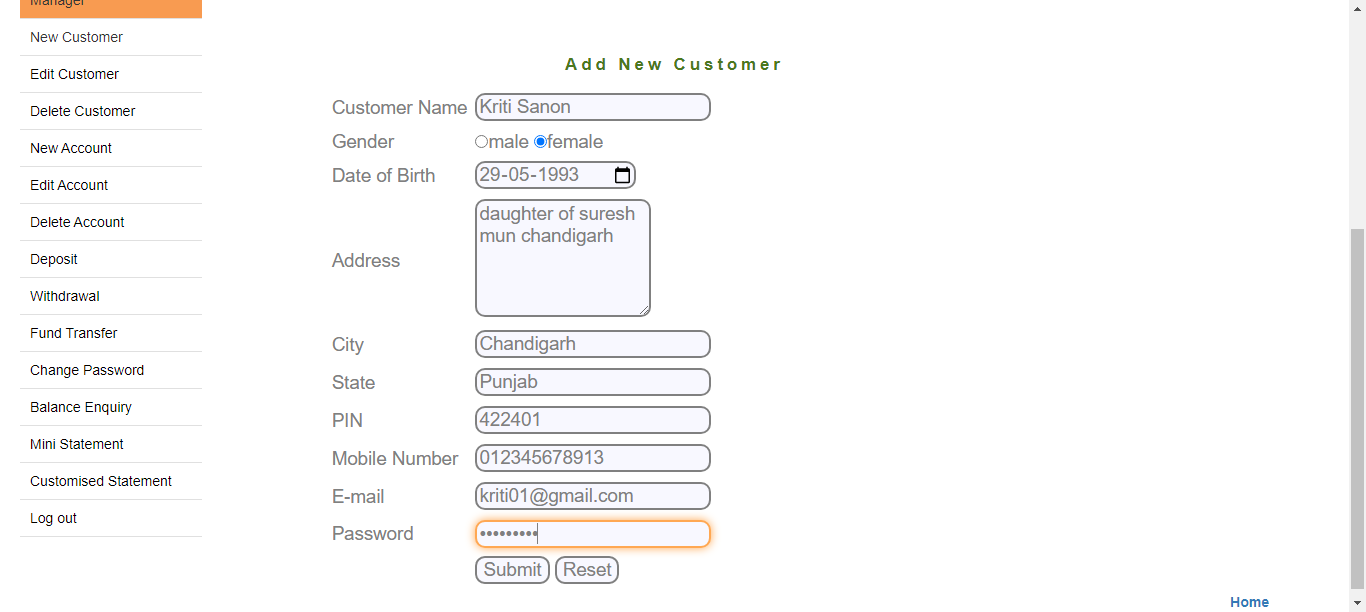 Manager
New Customer
Edit Customer
Delete Customer
New Account
Edit Account
Delete Account
Deposit
Withdrawal
Fund Transfer
Change Password
Balance Enquiry
Mini Statement
Customised Statement
Log out
Add New Customer
Customer Name Kriti Sanon
Gender male female
Date of Birth 29-05-1993
Address daughter of suresh
mun chandigarh
City Chandigarh
State Punjab
PIN 422401
Mobile Number 012345678913
E-mail kriti01@gmail.com
Password •••••••••
Submit Reset
Home